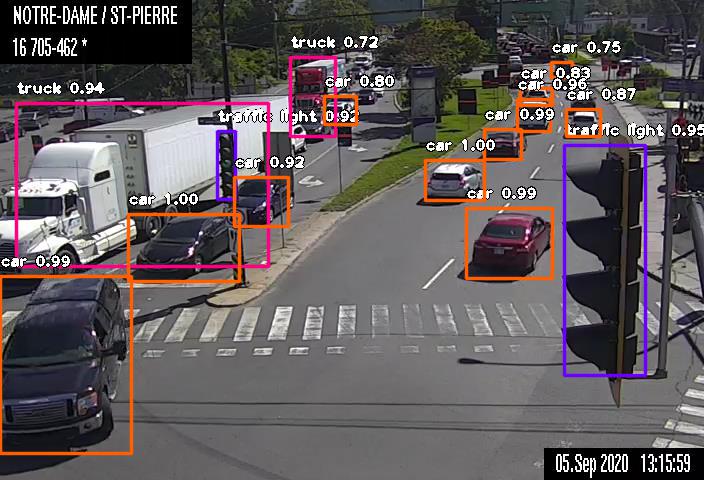 NOTRE-DAME / ST-PIERRE
16 705-462 *
truck 0.72
car 0.75
car 0.80
car 0.83
car 0.96
truck 0.94
car 0.87
traffic light 0.92
car 0.99
traffic light 0.95
car 1.00
car 0.92
car 1.00
car 0.99
car 0.99
05.Sep 2020 13:15:59